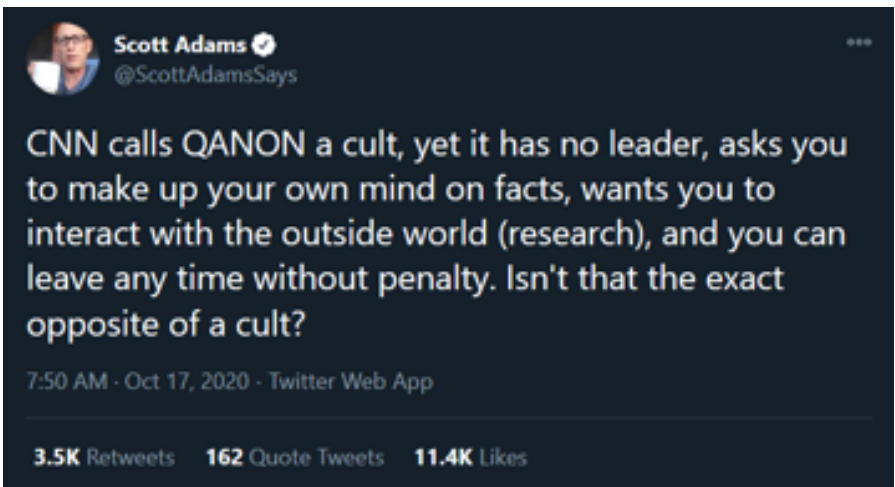 Scott Adams
@ScottAdamsSays
CNN calls QANON a cult, yet it has no leader, asks you
to make up your own mind on facts, wants you to
interact with the outside world (research), and you can
leave any time without penalty. Isn't that the exact
opposite of a cult?
7:50 AM · Oct 17, 2020 · Twitter Web App
3.5K Retweets 162 Quote Tweets 11.4K Likes